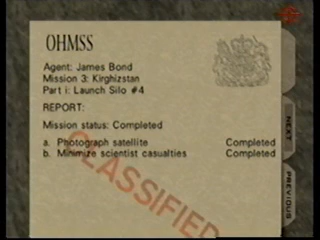 OHMSS
Agent: James Bond
Mission 3: Kirghizstan
Part i: Launch Silo #4
REPORT:
Mission status: Completed
a. Photograph satellite Completed
b. Minimize scientist casualties Completed
CLASSIFIED
NEXT
PREVIOUS